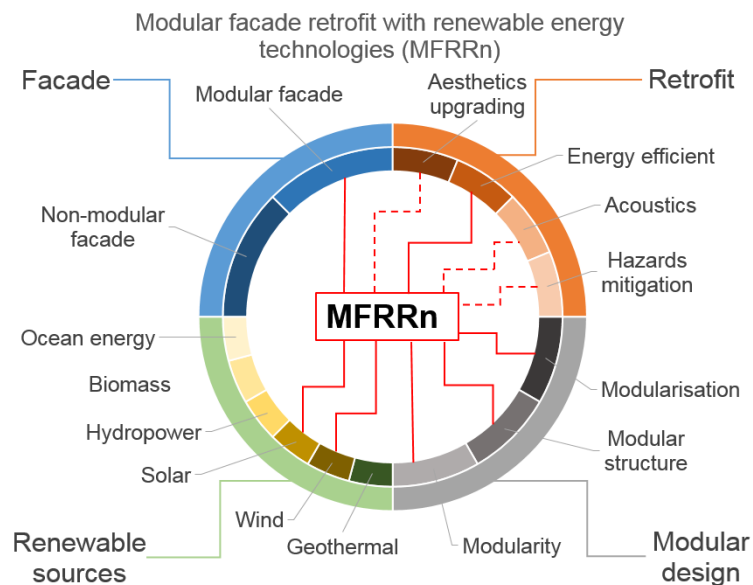 Modular facade retrofit with renewable energy
technologies (MFRRn)
Facade
Retrofit
Modular facade
Aesthetics
upgrading
Energy efficient
Acoustics
Non-modular
facade
Hazards
mitigation
MFRRn
Ocean energy
Biomass
Modularisation
Hydropower
Modular
structure
Solar
Wind
Geothermal
Modularity
Renewable
sources
Modular
design